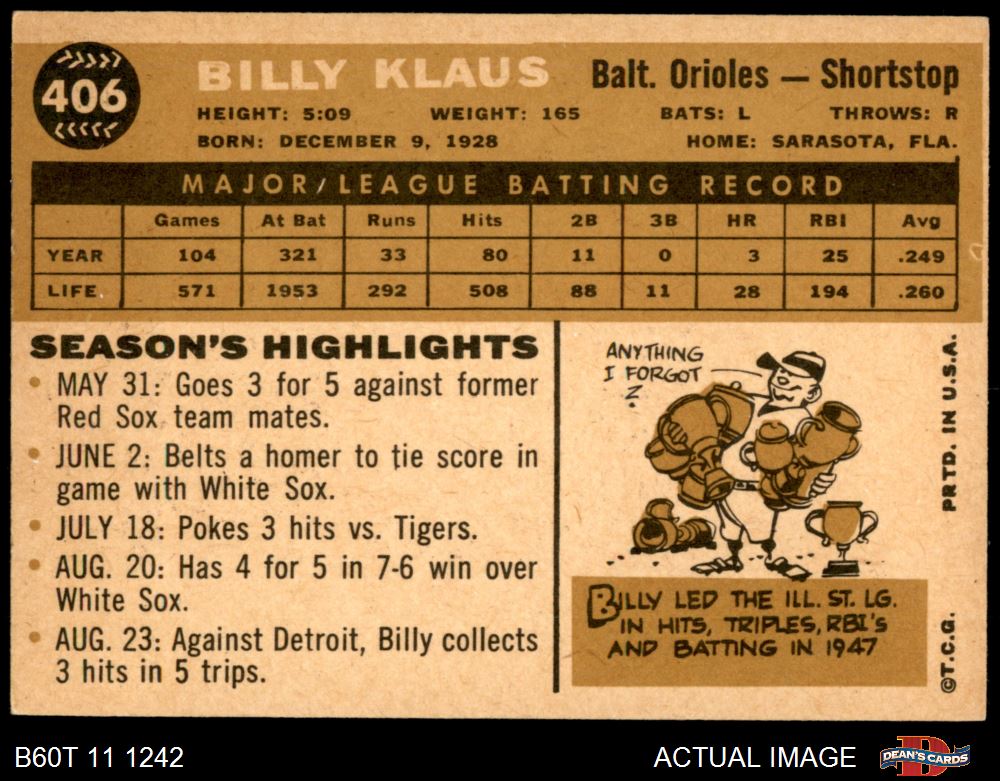 406
BILLY KLAUS Balt. Orioles — Shortstop
HEIGHT: 5:09 WEIGHT: 165 BATS: L THROWS: R
BORN: DECEMBER 9, 1928 HOME: SARASOTA, FLA.
MAJOR/LEAGUE BATTING RECORD
Games At Bat Runs Hits 2B 3B HR RBI Avg
YEAR 104 321 33 80 11 0 3 25 .249
LIFE 571 1953 292 508 88 11 28 194 .260
SEASON'S HIGHLIGHTS
• MAY 31: Goes 3 for 5 against former
Red Sox team mates.
• JUNE 2: Belts a homer to tie score in
game with White Sox.
• JULY 18: Pokes 3 hits vs. Tigers.
• AUG. 20: Has 4 for 5 in 7-6 win over
White Sox.
• AUG. 23: Against Detroit, Billy collects
3 hits in 5 trips.
ANYTHING
I FORGOT
?
BILLY LED THE ILL. ST. LG.
IN HITS, TRIPLES, RBI'S
AND BATTING IN 1947
©T.C.G. PRTD. IN U.S.A.
B60T 11 1242 ACTUAL IMAGE DEAN'S CARDS